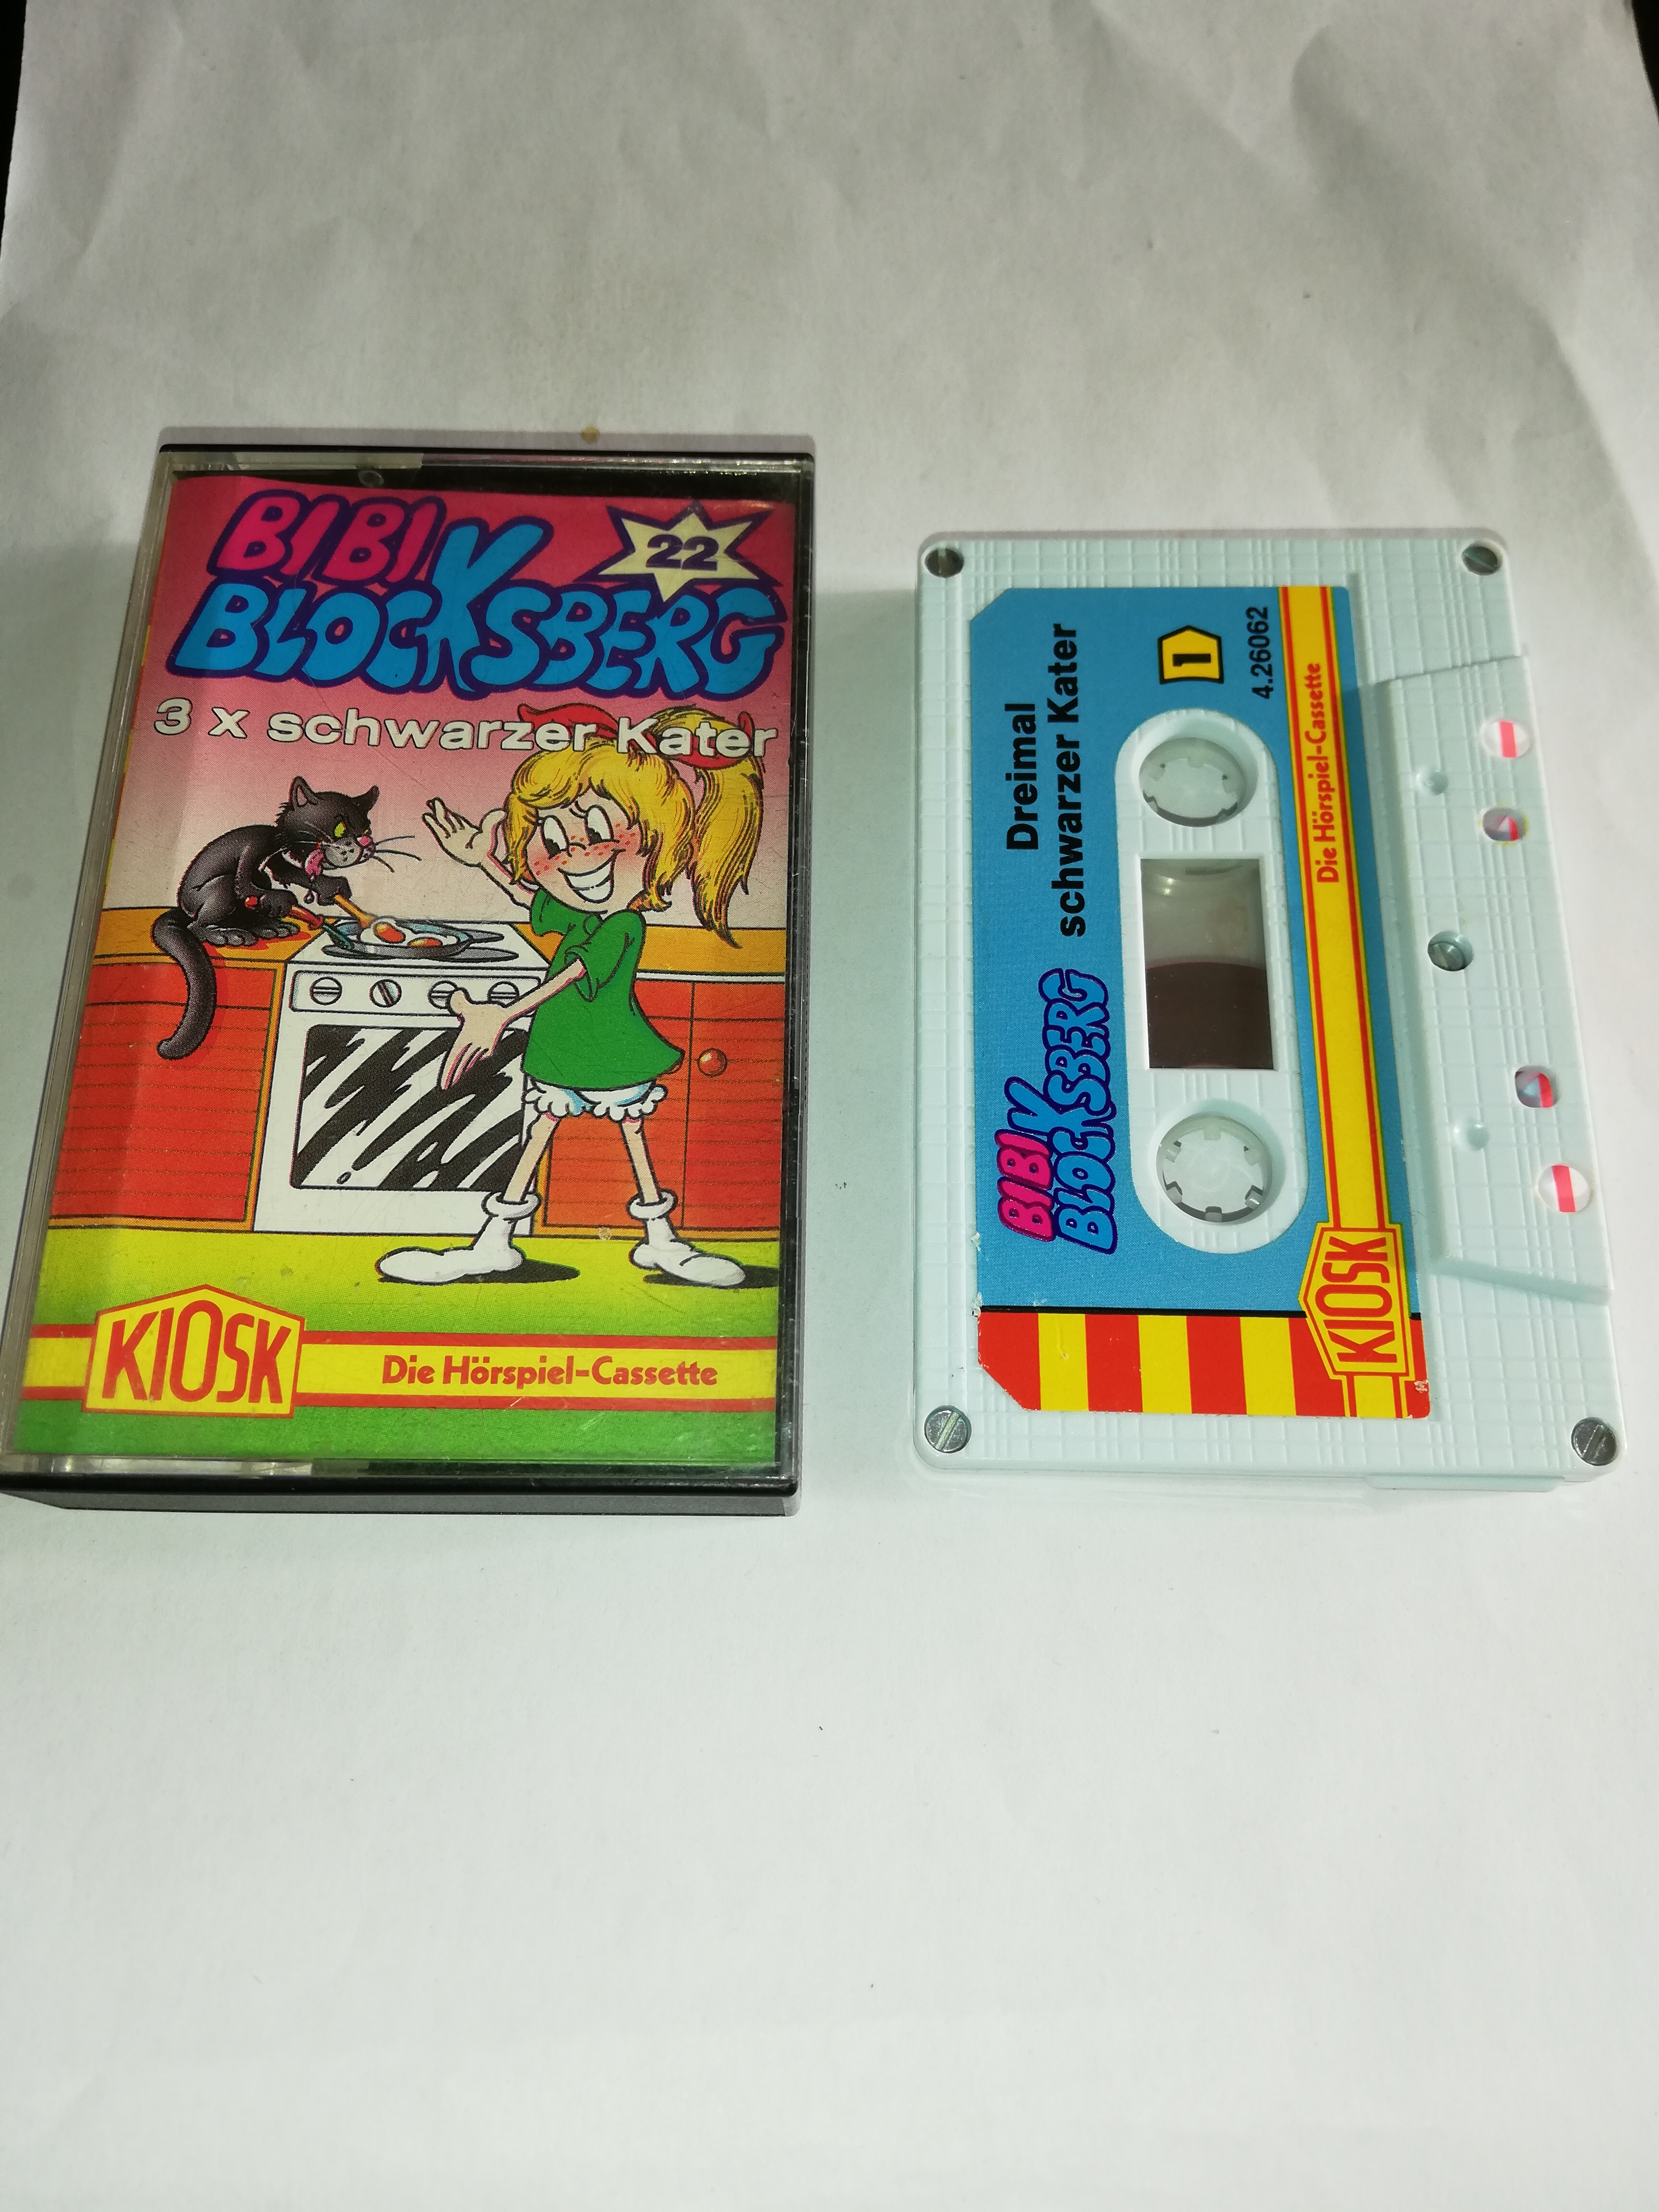 BIBI
BLOCKSBERG
22
3 x schwarzer Kater
KIOSK
Die Hörspiel-Cassette
BIBI
BLOCKSBERG
Dreimal
schwarzer Kater
1
4.26062
KIOSK
Die Hörspiel-Cassette